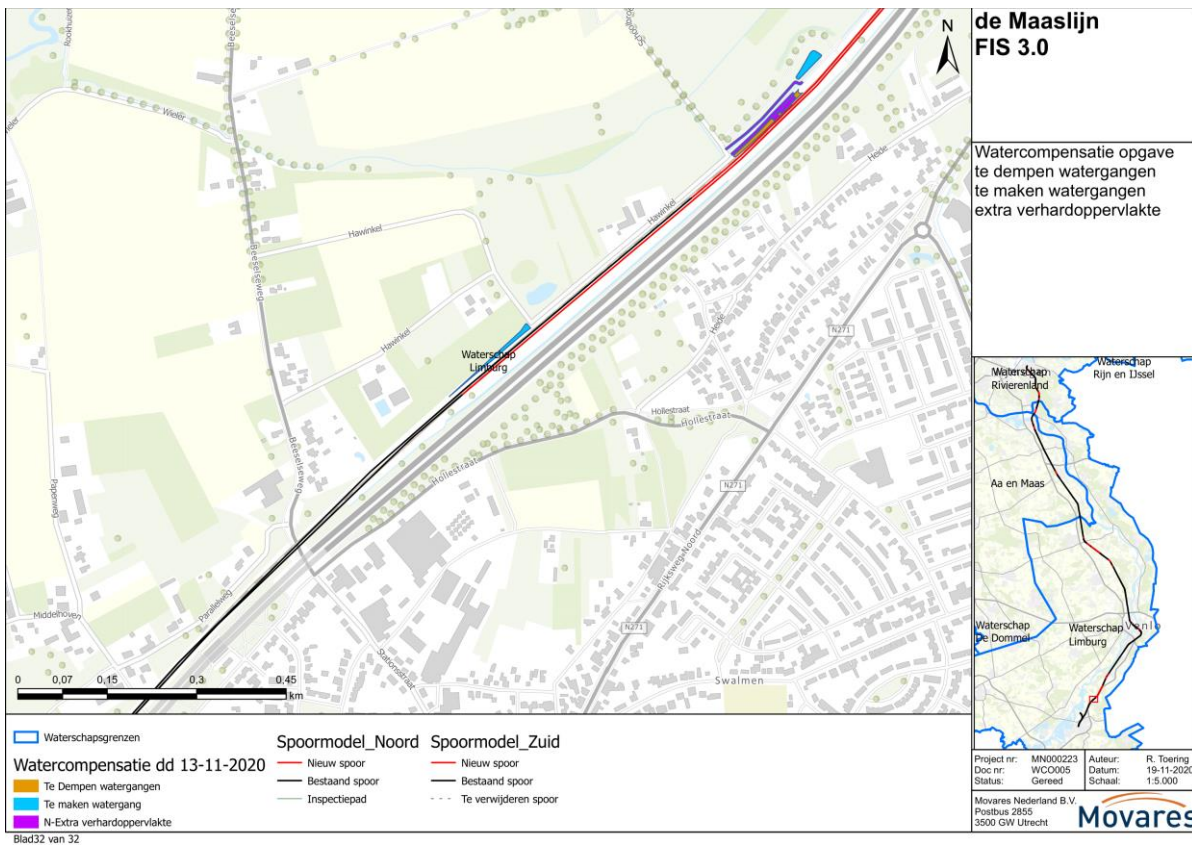 de Maaslijn
FIS 3.0
Watercompensatie opgave
te dempen watergangen
te maken watergangen
extra verhardoppervlakte
N
Rookhuizen
Beeselseweg
Wieler
Hawinkel
Hawinkel
Hawinkel
Beeselseweg
Beeselseweg
Papenweg
Middelhoven
Parallelweg
Waterschap
Limburg
Hollestraat
Hollestraat
Hollestraat
Heide
Heide
N271
N271
N271
Rijksweg-Noord
Stationsstraat
Swalmen
0 0,07 0,15 0,3 0,45
km
Waterschap
Rivierenland
Waterschap
Rijn en IJssel
Aa en Maas
Waterschap
De Dommel
Waterschap
Limburg
Venlo
Waterschapsgrenzen
Watercompensatie dd 13-11-2020
Te Dempen watergangen
Te maken watergang
N-Extra verhardoppervlakte
Spoormodel_Noord
Nieuw spoor
Bestaand spoor
Inspectiepad
Spoormodel_Zuid
Nieuw spoor
Bestaand spoor
Te verwijderen spoor
Project nr: MN000223
Doc nr: WCO005
Status: Gereed
Auteur: R. Toering
Datum: 19-11-2020
Schaal: 1:5.000
Movares Nederland B.V.
Postbus 2855
3500 GW Utrecht
Movares
Blad32 van 32